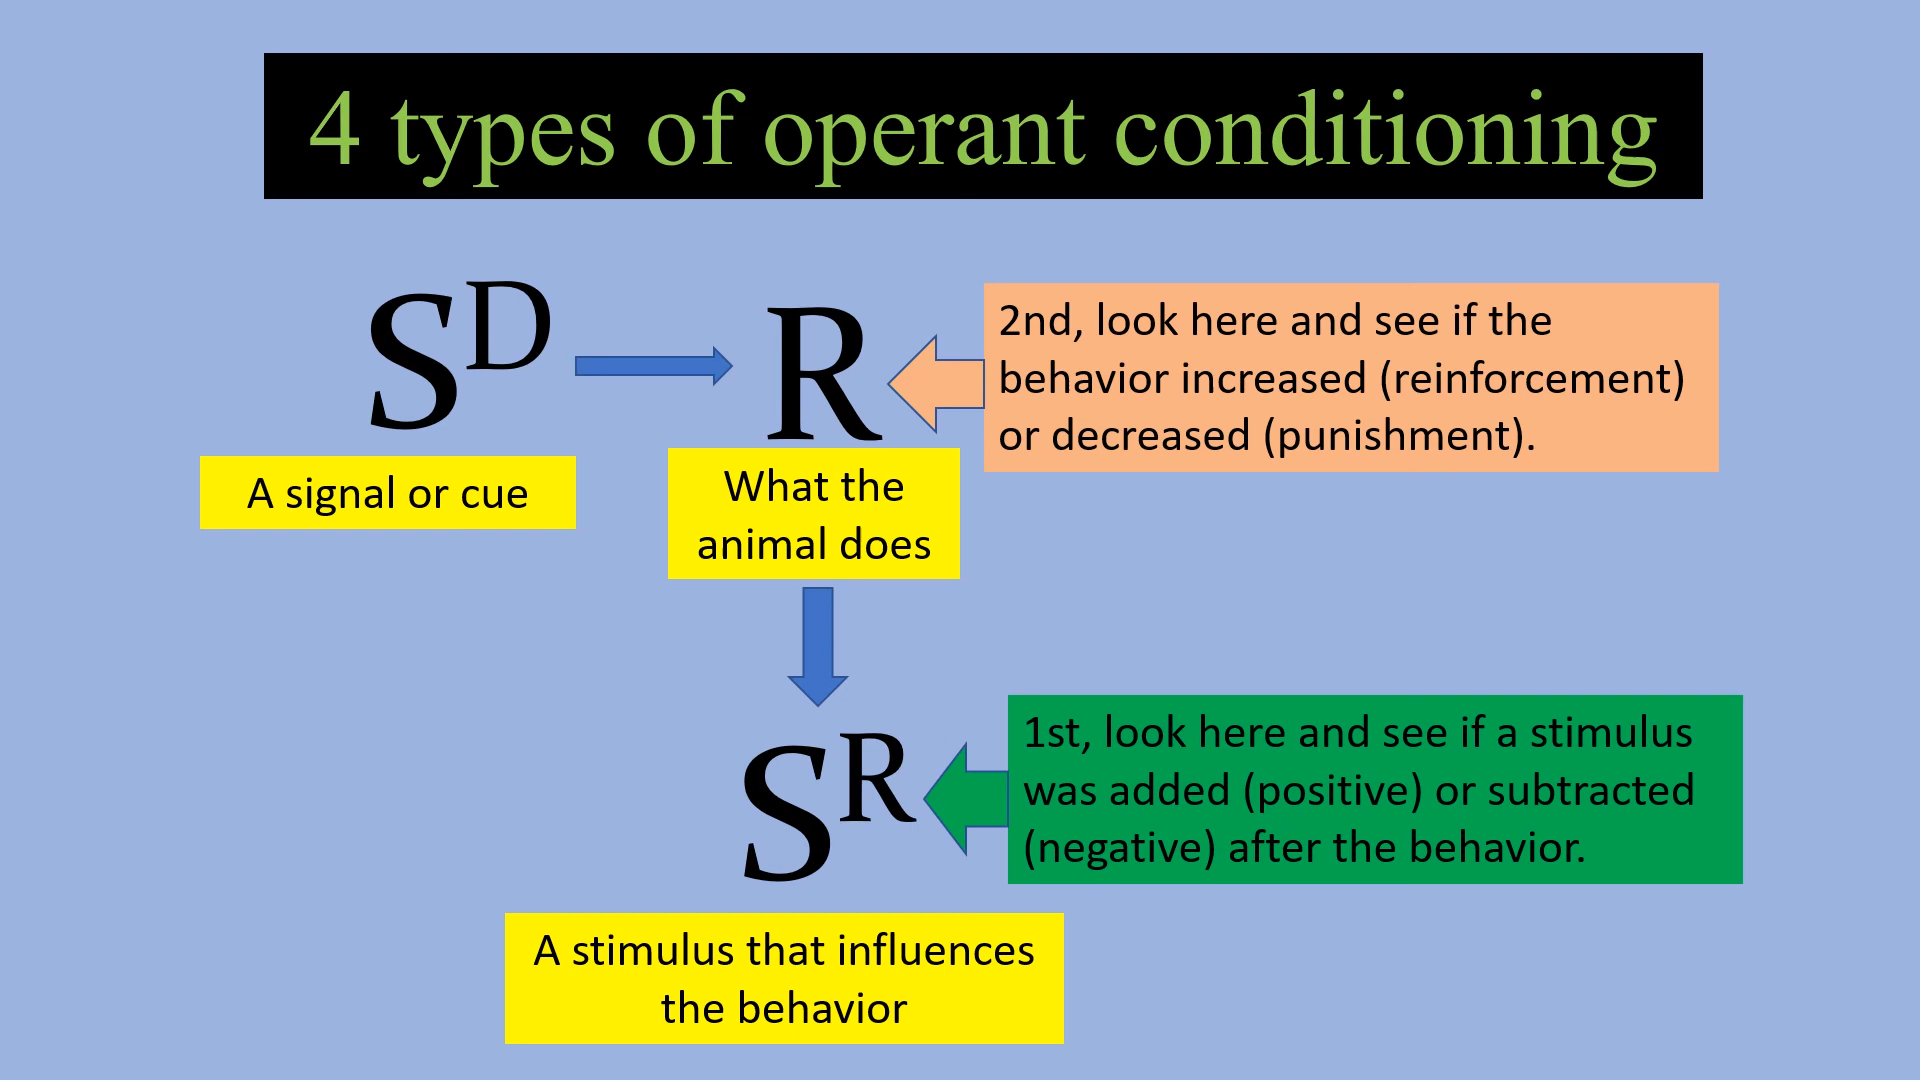 4 types of operant conditioning
S^D
R
2nd, look here and see if the
behavior increased (reinforcement)
or decreased (punishment).
A signal or cue
What the
animal does
S^R
1st, look here and see if a stimulus
was added (positive) or subtracted
(negative) after the behavior.
A stimulus that influences
the behavior